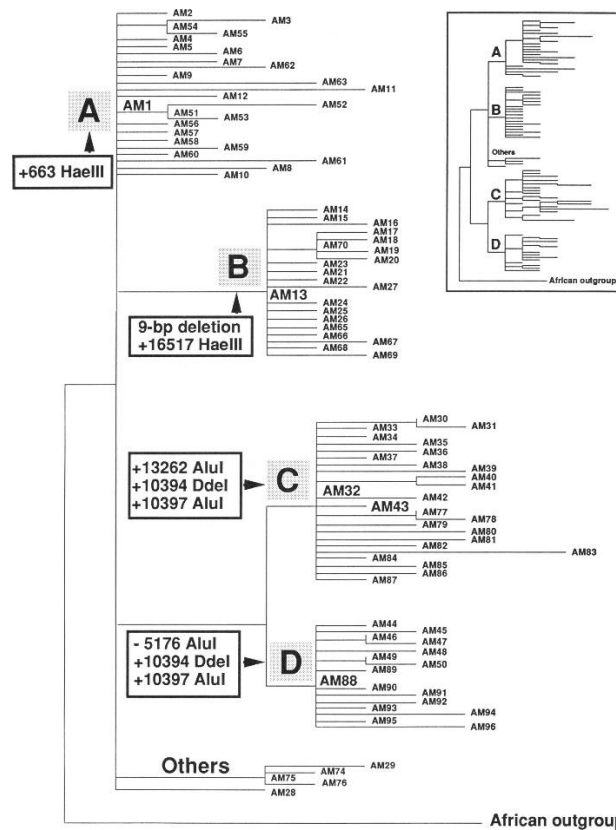 AM2
AM3
AM54
AM55
AM4
AM5
AM6
AM7
AM62
AM9
AM63
AM11
AM12
A
AM1
AM52
AM51
AM53
AM56
AM57
AM58
AM59
AM60
AM61
+663 HaeIII
AM8
AM10
AM14
AM15
AM16
AM17
AM18
AM70
AM19
AM20
B
AM23
AM21
AM22
AM27
AM13
AM24
AM25
AM26
AM65
AM66
AM67
AM68
AM69
9-bp deletion
+16517 HaeIII
AM30
AM33
AM31
AM34
AM35
AM36
AM37
AM38
AM39
AM40
AM41
+13262 AluI
+10394 DdeI
+10397 AluI
C
AM32
AM42
AM43
AM77
AM78
AM79
AM80
AM81
AM82
AM83
AM84
AM85
AM86
AM87
AM44
AM45
AM46
AM47
AM48
AM49
AM50
AM89
- 5176 AluI
+10394 DdeI
+10397 AluI
D
AM88
AM90
AM91
AM92
AM93
AM94
AM95
AM96
Others
AM29
AM74
AM75
AM76
AM28
African outgroup
A
B
Others
C
D
African outgroup